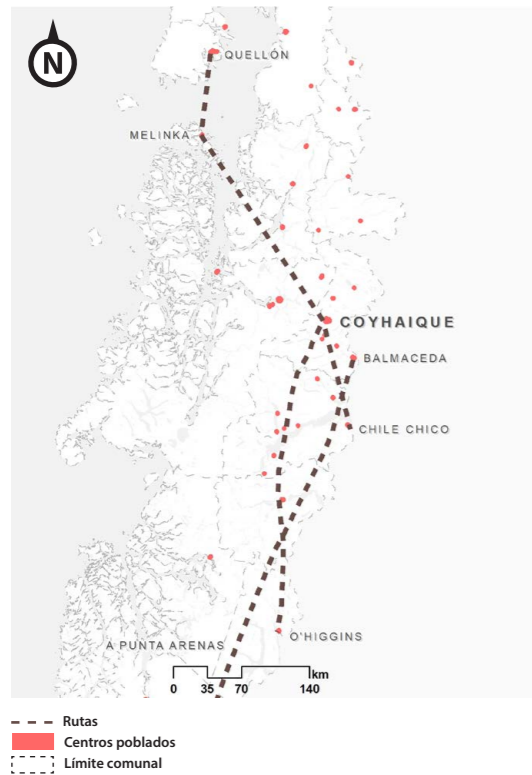 N
QUELLÓN
MELINKA
COYHAIQUE
BALMACEDA
CHILE CHICO
O'HIGGINS
A PUNTA ARENAS
km
0 35 70 140
Rutas
Centros poblados
Límite comunal